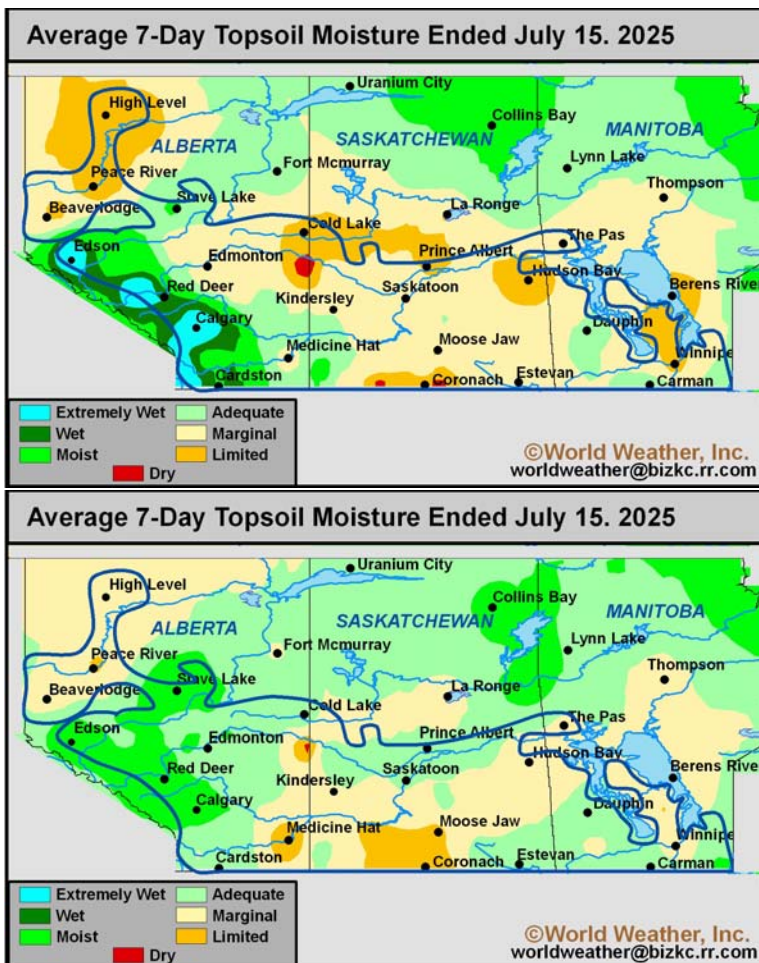 Average 7-Day Topsoil Moisture Ended July 15. 2025
Uranium City
High Level
Collins Bay
ALBERTA
SASKATCHEWAN
MANITOBA
Fort Mcmurray
Lynn Lake
Peace River
Thompson
Beaverlodge
Slave Lake
La Ronge
Cold Lake
The Pas
Edson
Edmonton
Prince Albert
Hudson Bay
Red Deer
Saskatoon
Berens River
Kindersley
Calgary
Dauphin
Medicine Hat
Moose Jaw
Winnipe
Cardston
Coronach
Estevan
Carman
Extremely Wet
Adequate
Wet
Marginal
Moist
Limited
Dry
©World Weather, Inc.
worldweather@bizkc.rr.com
Average 7-Day Topsoil Moisture Ended July 15. 2025
Uranium City
High Level
Collins Bay
ALBERTA
SASKATCHEWAN
MANITOBA
Fort Mcmurray
Lynn Lake
Peace River
Thompson
Beaverlodge
Slave Lake
La Ronge
Cold Lake
The Pas
Edson
Edmonton
Prince Albert
Hudson Bay
Red Deer
Saskatoon
Berens River
Kindersley
Calgary
Dauphin
Medicine Hat
Moose Jaw
Winnipe
Cardston
Coronach
Estevan
Carman
Extremely Wet
Adequate
Wet
Marginal
Moist
Limited
Dry
©World Weather, Inc.
worldweather@bizkc.rr.com